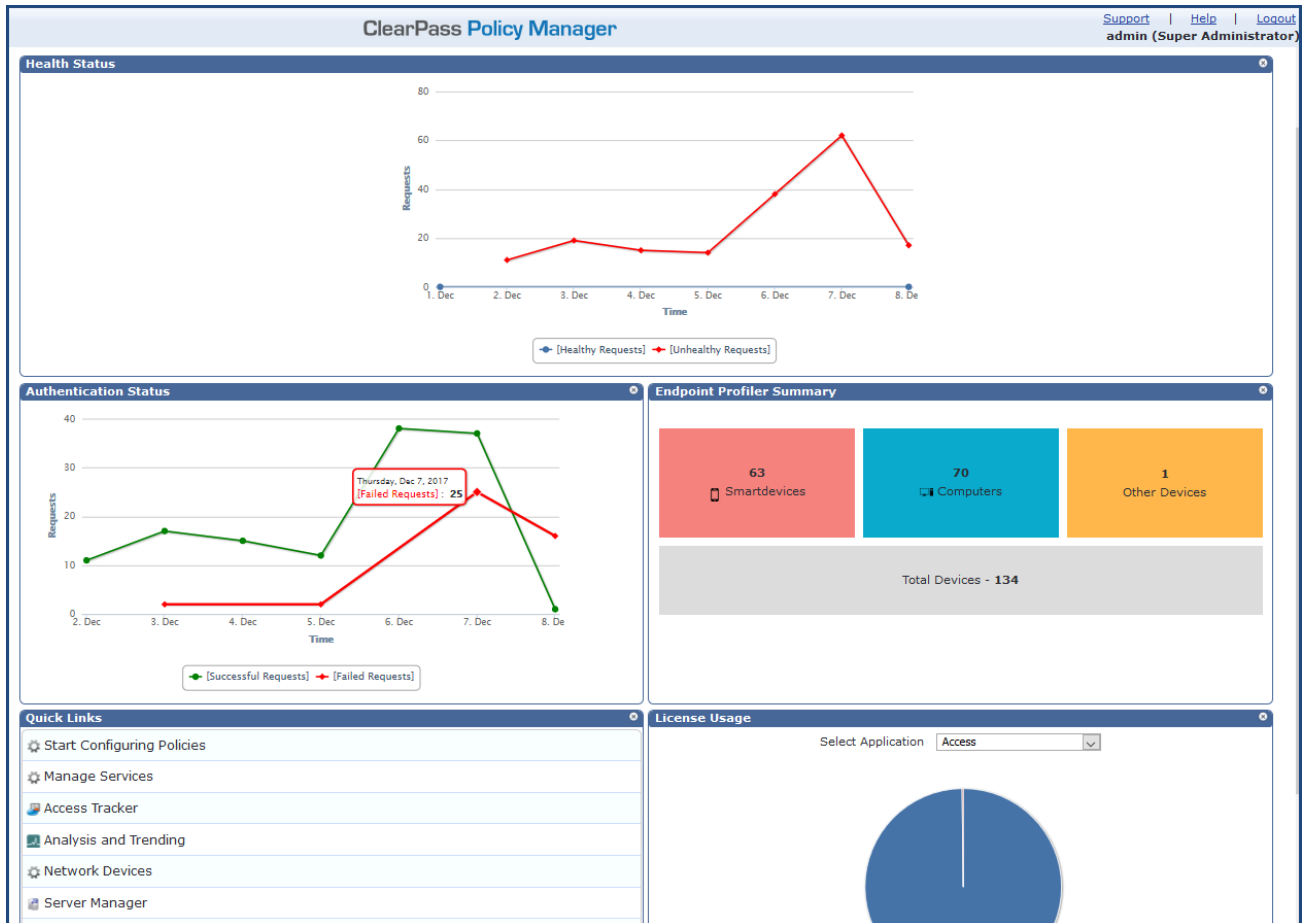 ClearPass Policy Manager
Support | Help | Logout
admin (Super Administrator)
Health Status
80
60
40
20
0
Requests
1. Dec 2. Dec 3. Dec 4. Dec 5. Dec 6. Dec 7. Dec 8. De
Time
[Healthy Requests] [Unhealthy Requests]
Authentication Status
40
30
20
10
0
Requests
Thursday, Dec 7, 2017
[Failed Requests] : 25
2. Dec 3. Dec 4. Dec 5. Dec 6. Dec 7. Dec 8. De
Time
[Successful Requests] [Failed Requests]
Endpoint Profiler Summary
63
Smartdevices
70
Computers
1
Other Devices
Total Devices - 134
Quick Links
Start Configuring Policies
Manage Services
Access Tracker
Analysis and Trending
Network Devices
Server Manager
License Usage
Select Application Access